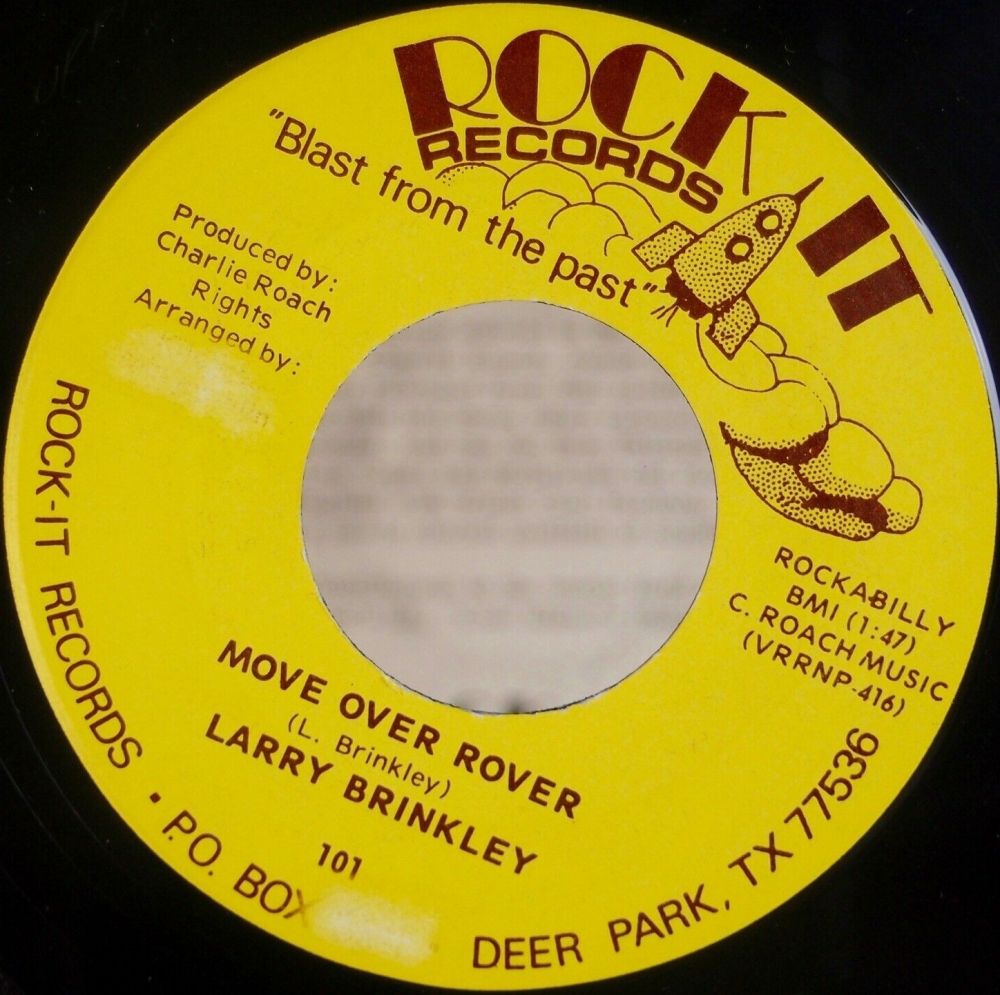 ROCK IT
RECORDS
"Blast from the past"
Produced by:
Charlie Roach
Rights
Arranged by:
ROCKABILLY
BMI (1:47)
C. ROACH MUSIC
(VRRNP-416)
MOVE OVER ROVER
(L. Brinkley)
LARRY BRINKLEY
101
ROCK-IT RECORDS • P.O. BOX DEER PARK, TX 77536